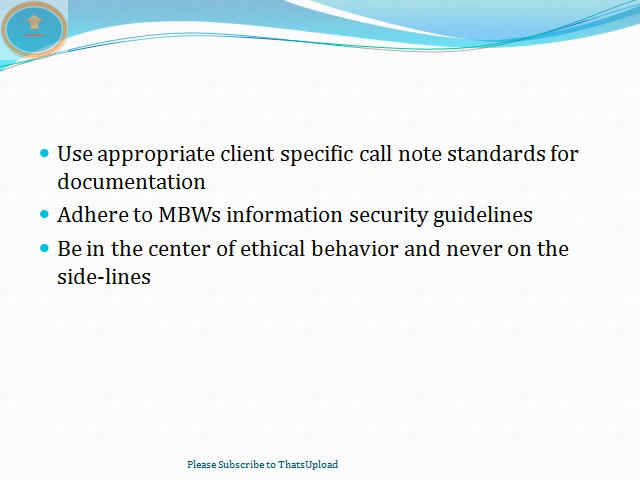 Use appropriate client specific call note standards for
documentation
Adhere to MBWs information security guidelines
Be in the center of ethical behavior and never on the
side-lines
Please Subscribe to ThatsUpload